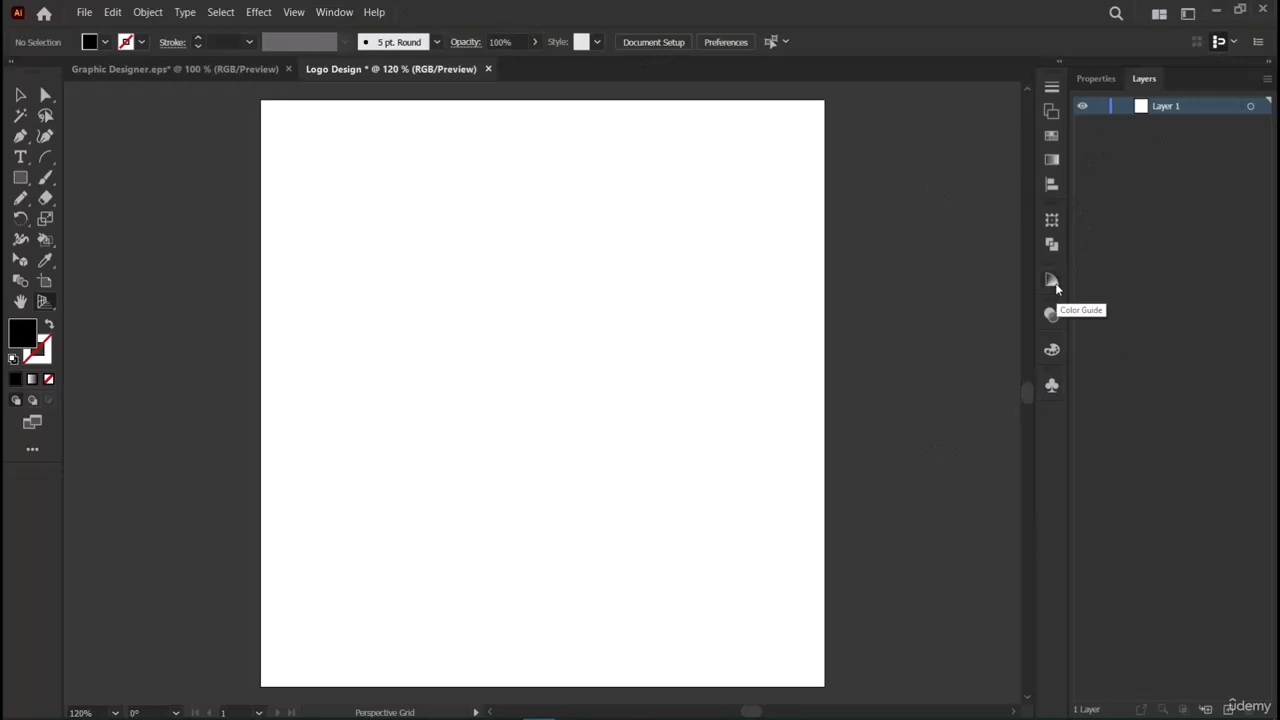 Ai File Edit Object Type Select Effect View Window Help
No Selection Stroke: 5 pt. Round Opacity: 100% Style: Document Setup Preferences
Graphic Designer.eps* @ 100 % (RGB/Preview) × Logo Design * @ 120 % (RGB/Preview) × Properties Layers
Layer 1
Color Guide
120% 0° 1 Perspective Grid 1 Layer
ûdemy